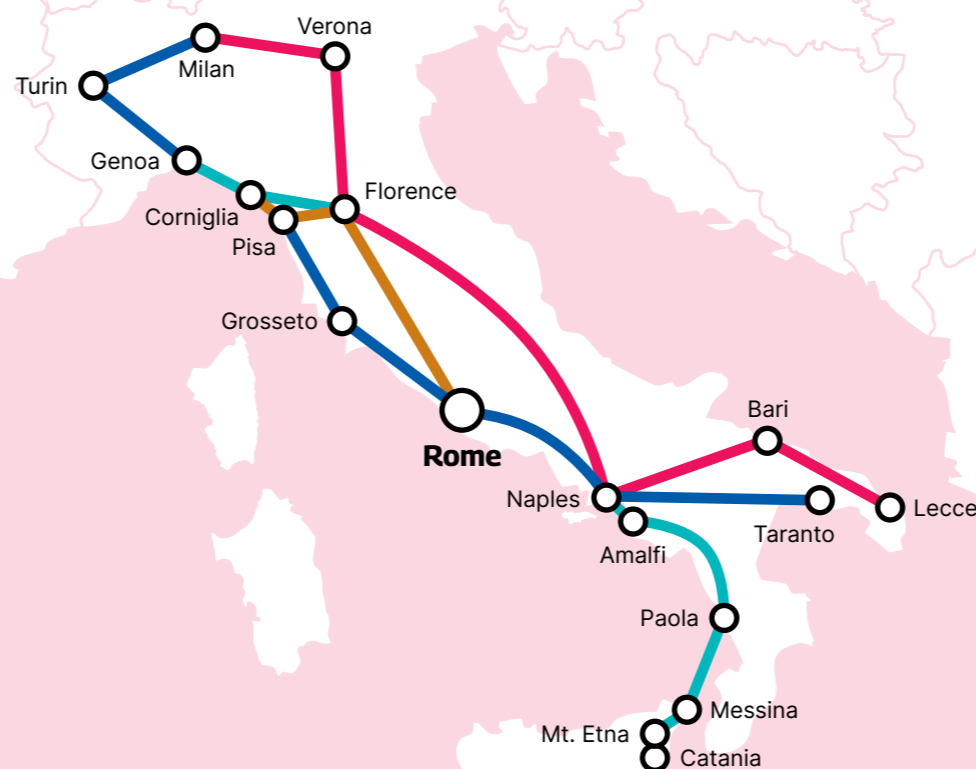 Verona
Milan
Turin
Genoa
Florence
Corniglia
Pisa
Grosseto
Rome
Bari
Naples
Lecce
Taranto
Amalfi
Paola
Messina
Mt. Etna
Catania